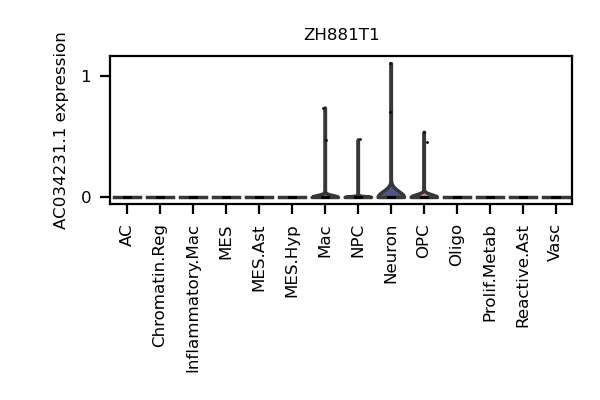 ZH881T1
AC034231.1 expression
1
0
AC
Chromatin.Reg
Inflammatory.Mac
MES
MES.Ast
MES.Hyp
Mac
NPC
Neuron
OPC
Oligo
Prolif.Metab
Reactive.Ast
Vasc